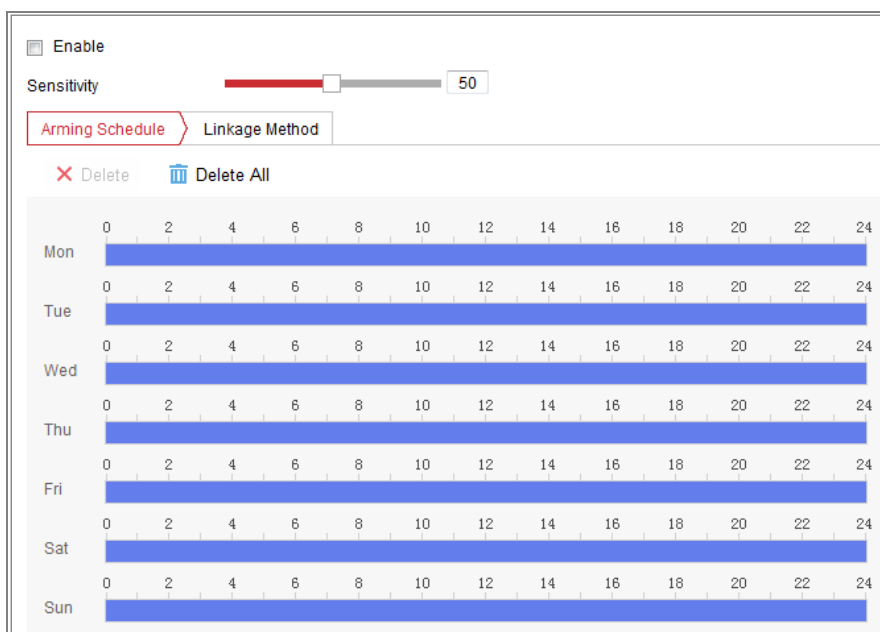 Enable
Sensitivity 50
Arming Schedule Linkage Method
Delete Delete All
0 2 4 6 8 10 12 14 16 18 20 22 24
Mon
0 2 4 6 8 10 12 14 16 18 20 22 24
Tue
0 2 4 6 8 10 12 14 16 18 20 22 24
Wed
0 2 4 6 8 10 12 14 16 18 20 22 24
Thu
0 2 4 6 8 10 12 14 16 18 20 22 24
Fri
0 2 4 6 8 10 12 14 16 18 20 22 24
Sat
0 2 4 6 8 10 12 14 16 18 20 22 24
Sun